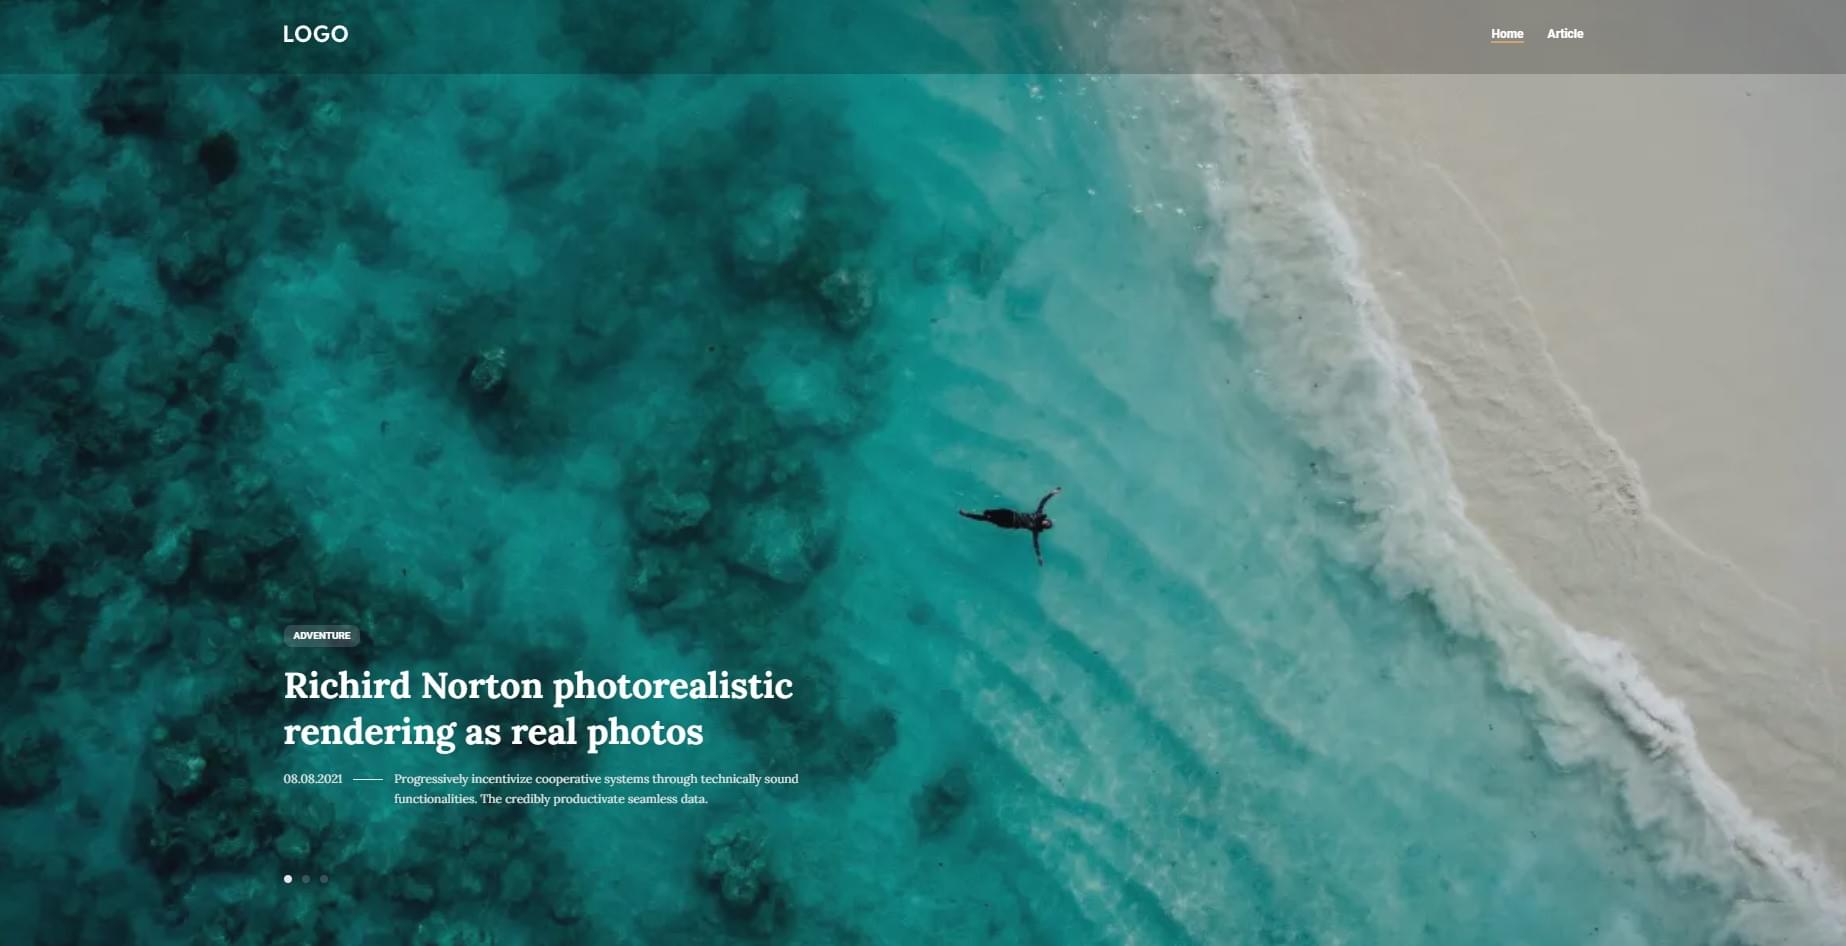 LOGO
Home
Article
ADVENTURE
Richird Norton photorealistic
rendering as real photos
08.08.2021
Progressively incentivize cooperative systems through technically sound
functionalities. The credibly productivate seamless data.